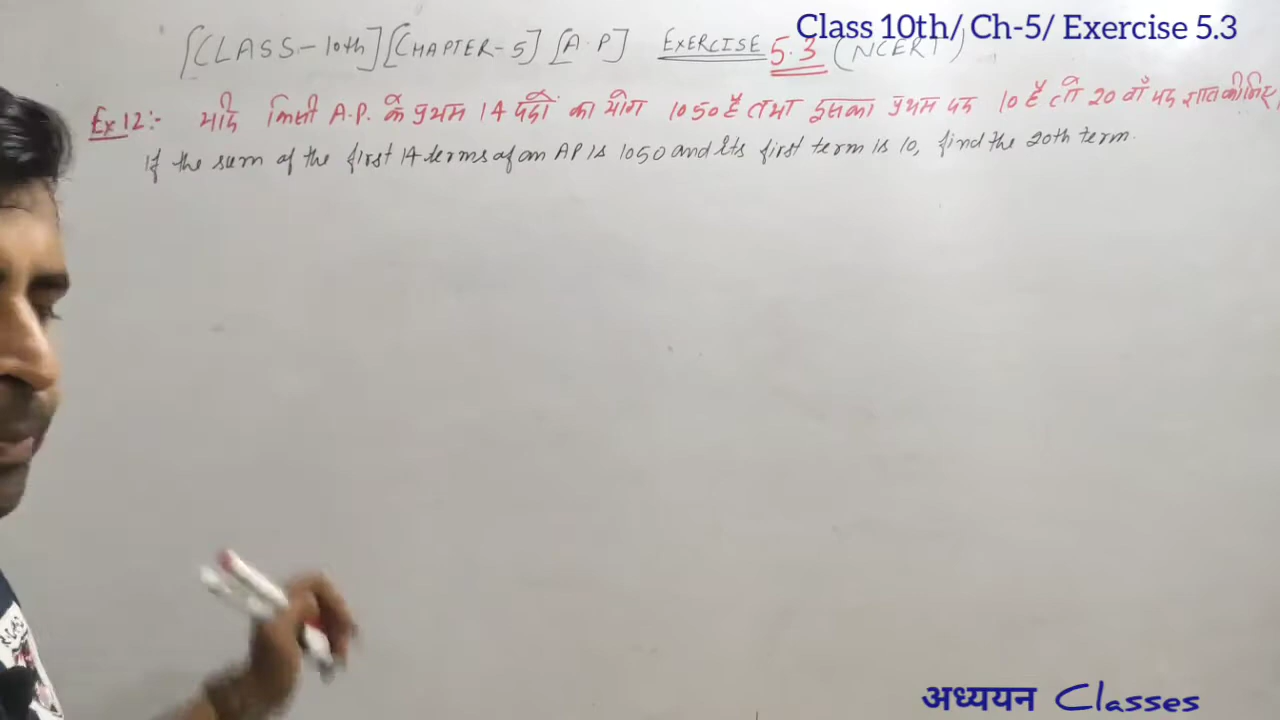 Class 10th/ Ch-5/ Exercise 5.3
[CLASS-10th] [CHAPTER-5] [A.P] EXERCISE 5.3 (NCERT)
Ex 12:- यदि किसी A.P. के प्रथम 14 पदों का योग 1050 है तथा इसका प्रथम पद 10 है तो 20 वाँ पद ज्ञात कीजिए
If the sum of the first 14 terms of an AP is 1050 and its first term is 10, find the 20th term.
अध्ययन Classes